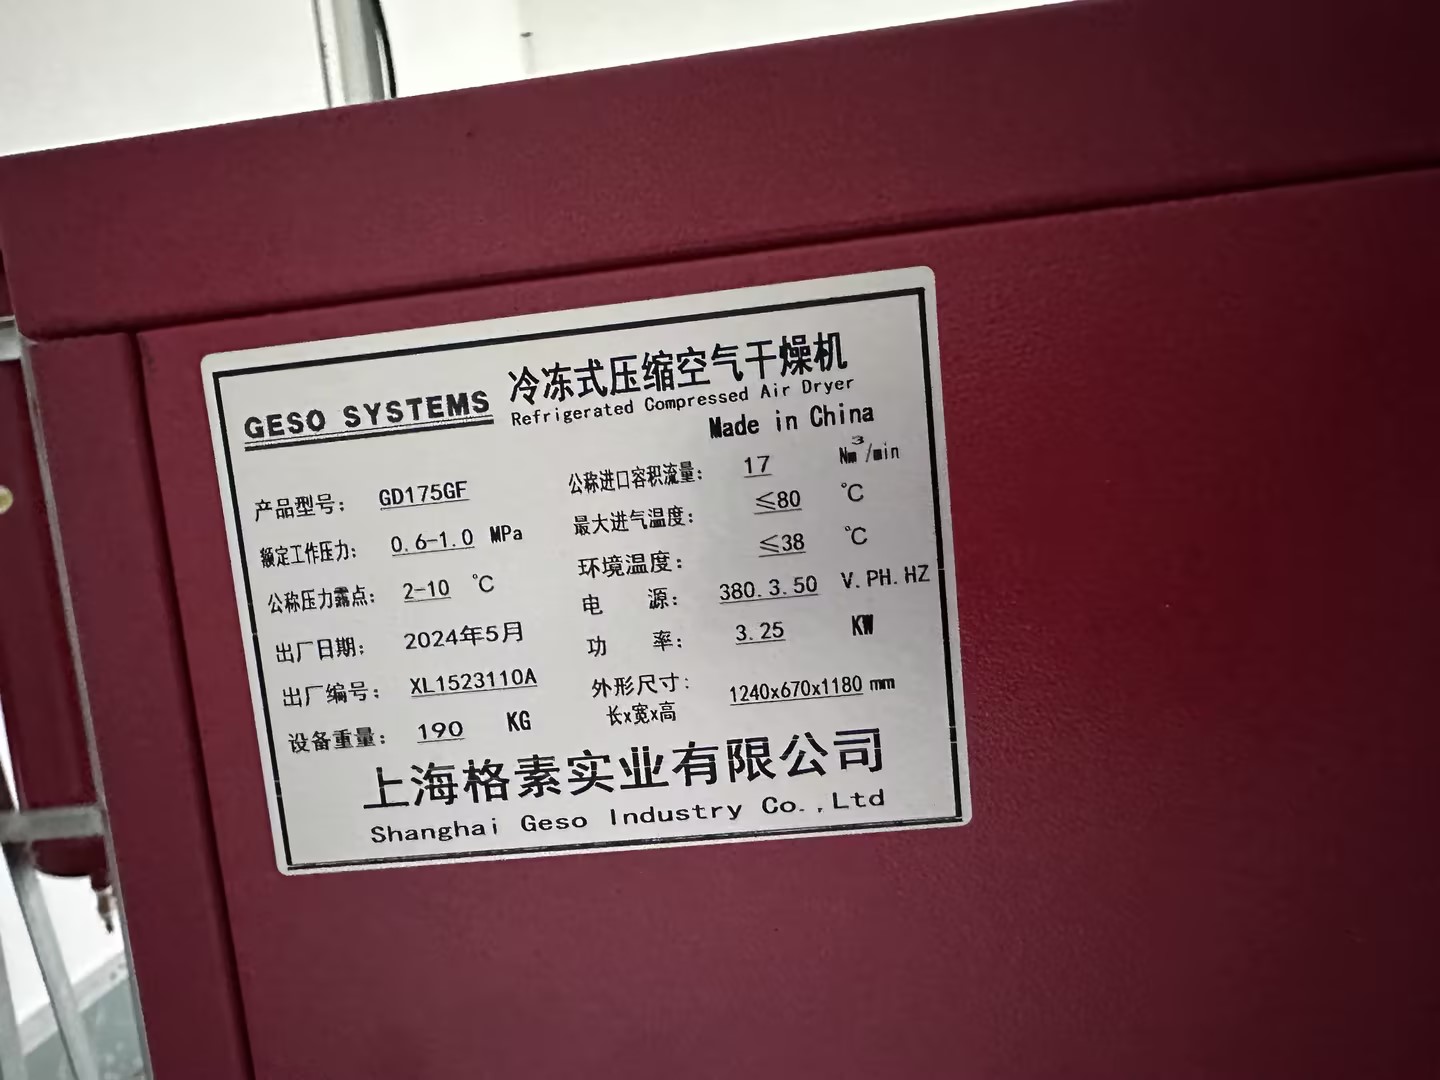 GESO SYSTEMS 冷冻式压缩空气干燥机
Refrigerated Compressed Air Dryer
Made in China
产品型号: GD175GF 公称进口容积流量: 17 Nm³/min
额定工作压力: 0.6-1.0 MPa 最大进气温度: ≤80 ℃
公称压力露点: 2-10 ℃ 环境温度: ≤38 ℃
出厂日期: 2024年5月 电 源: 380.3.50 V.PH.HZ
出厂编号: XL1523110A 功 率: 3.25 KW
设备重量: 190 KG 外形尺寸: 1240x670x1180 mm
长x宽x高
上海格素实业有限公司
Shanghai Geso Industry Co.,Ltd